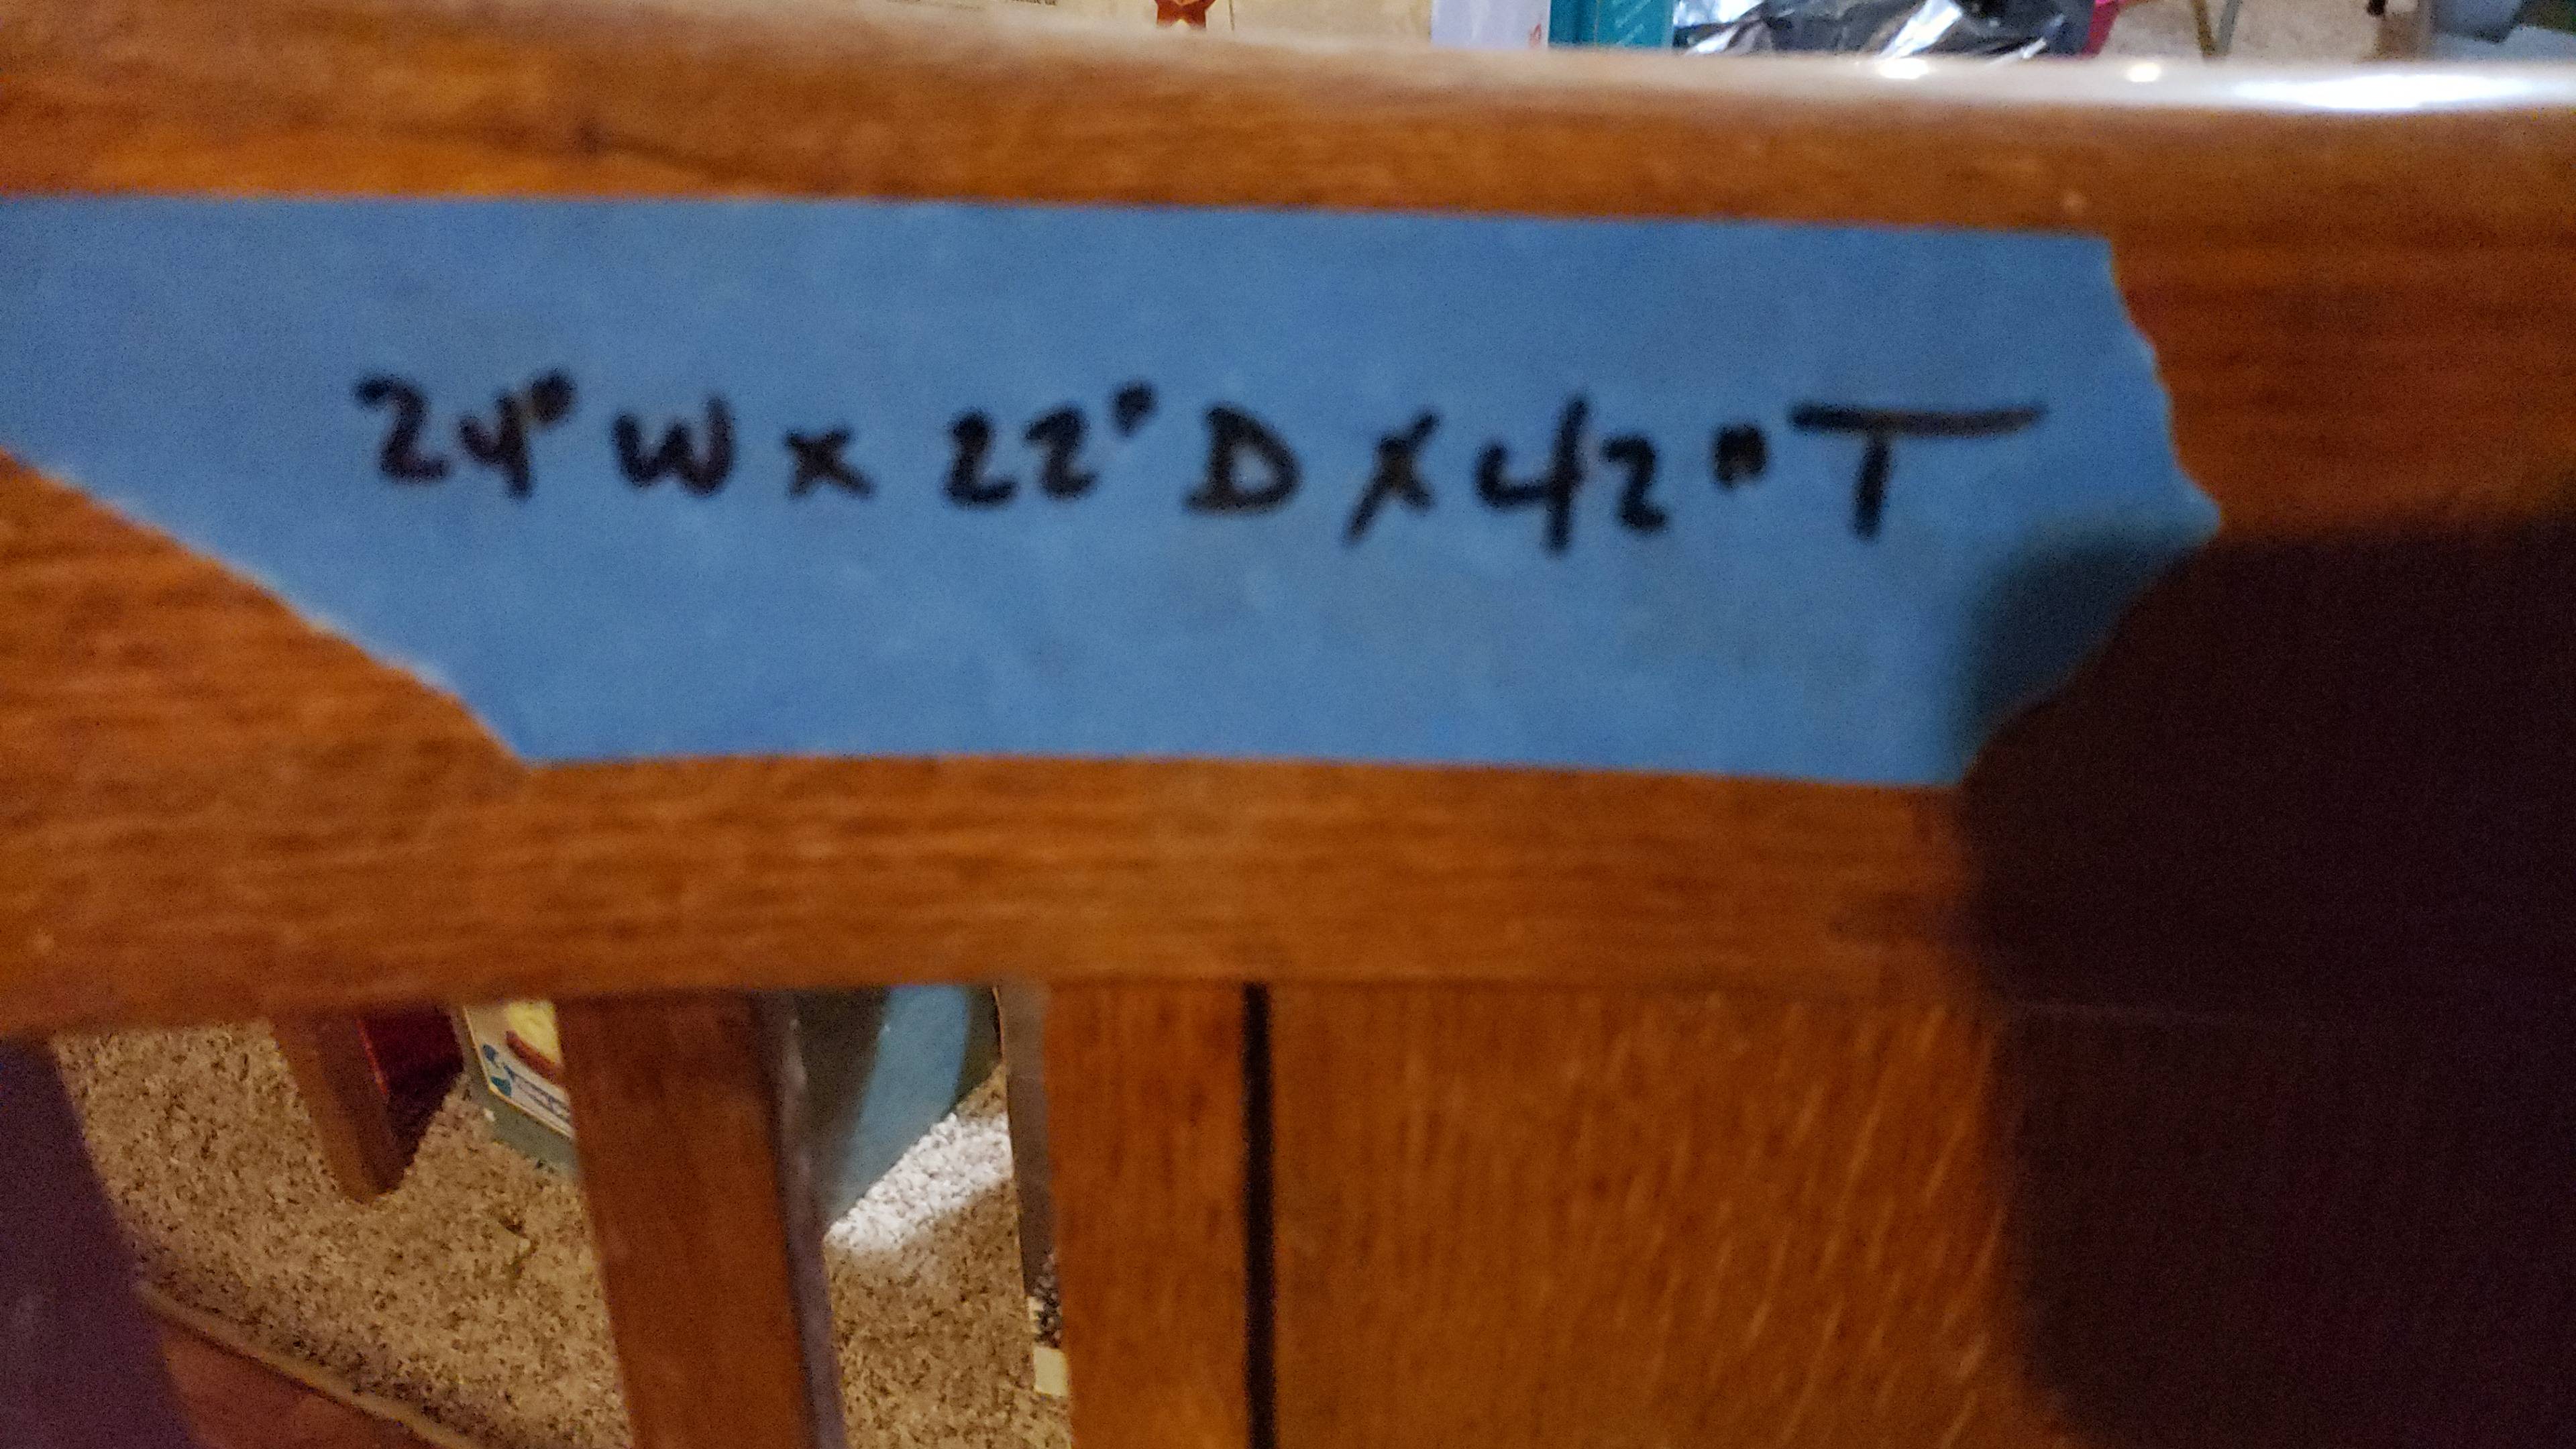 24" W x 22" D x 42" T